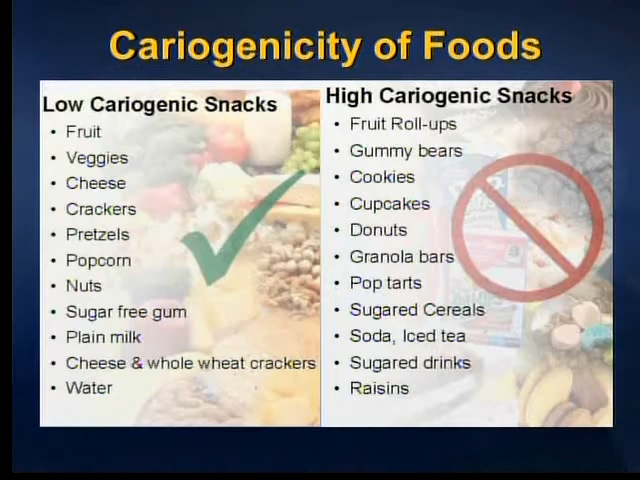 Cariogenicity of Foods
Low Cariogenic Snacks
• Fruit
• Veggies
• Cheese
• Crackers
• Pretzels
• Popcorn
• Nuts
• Sugar free gum
• Plain milk
• Cheese & whole wheat crackers
• Water
High Cariogenic Snacks
• Fruit Roll-ups
• Gummy bears
• Cookies
• Cupcakes
• Donuts
• Granola bars
• Pop tarts
• Sugared Cereals
• Soda, Iced tea
• Sugared drinks
• Raisins